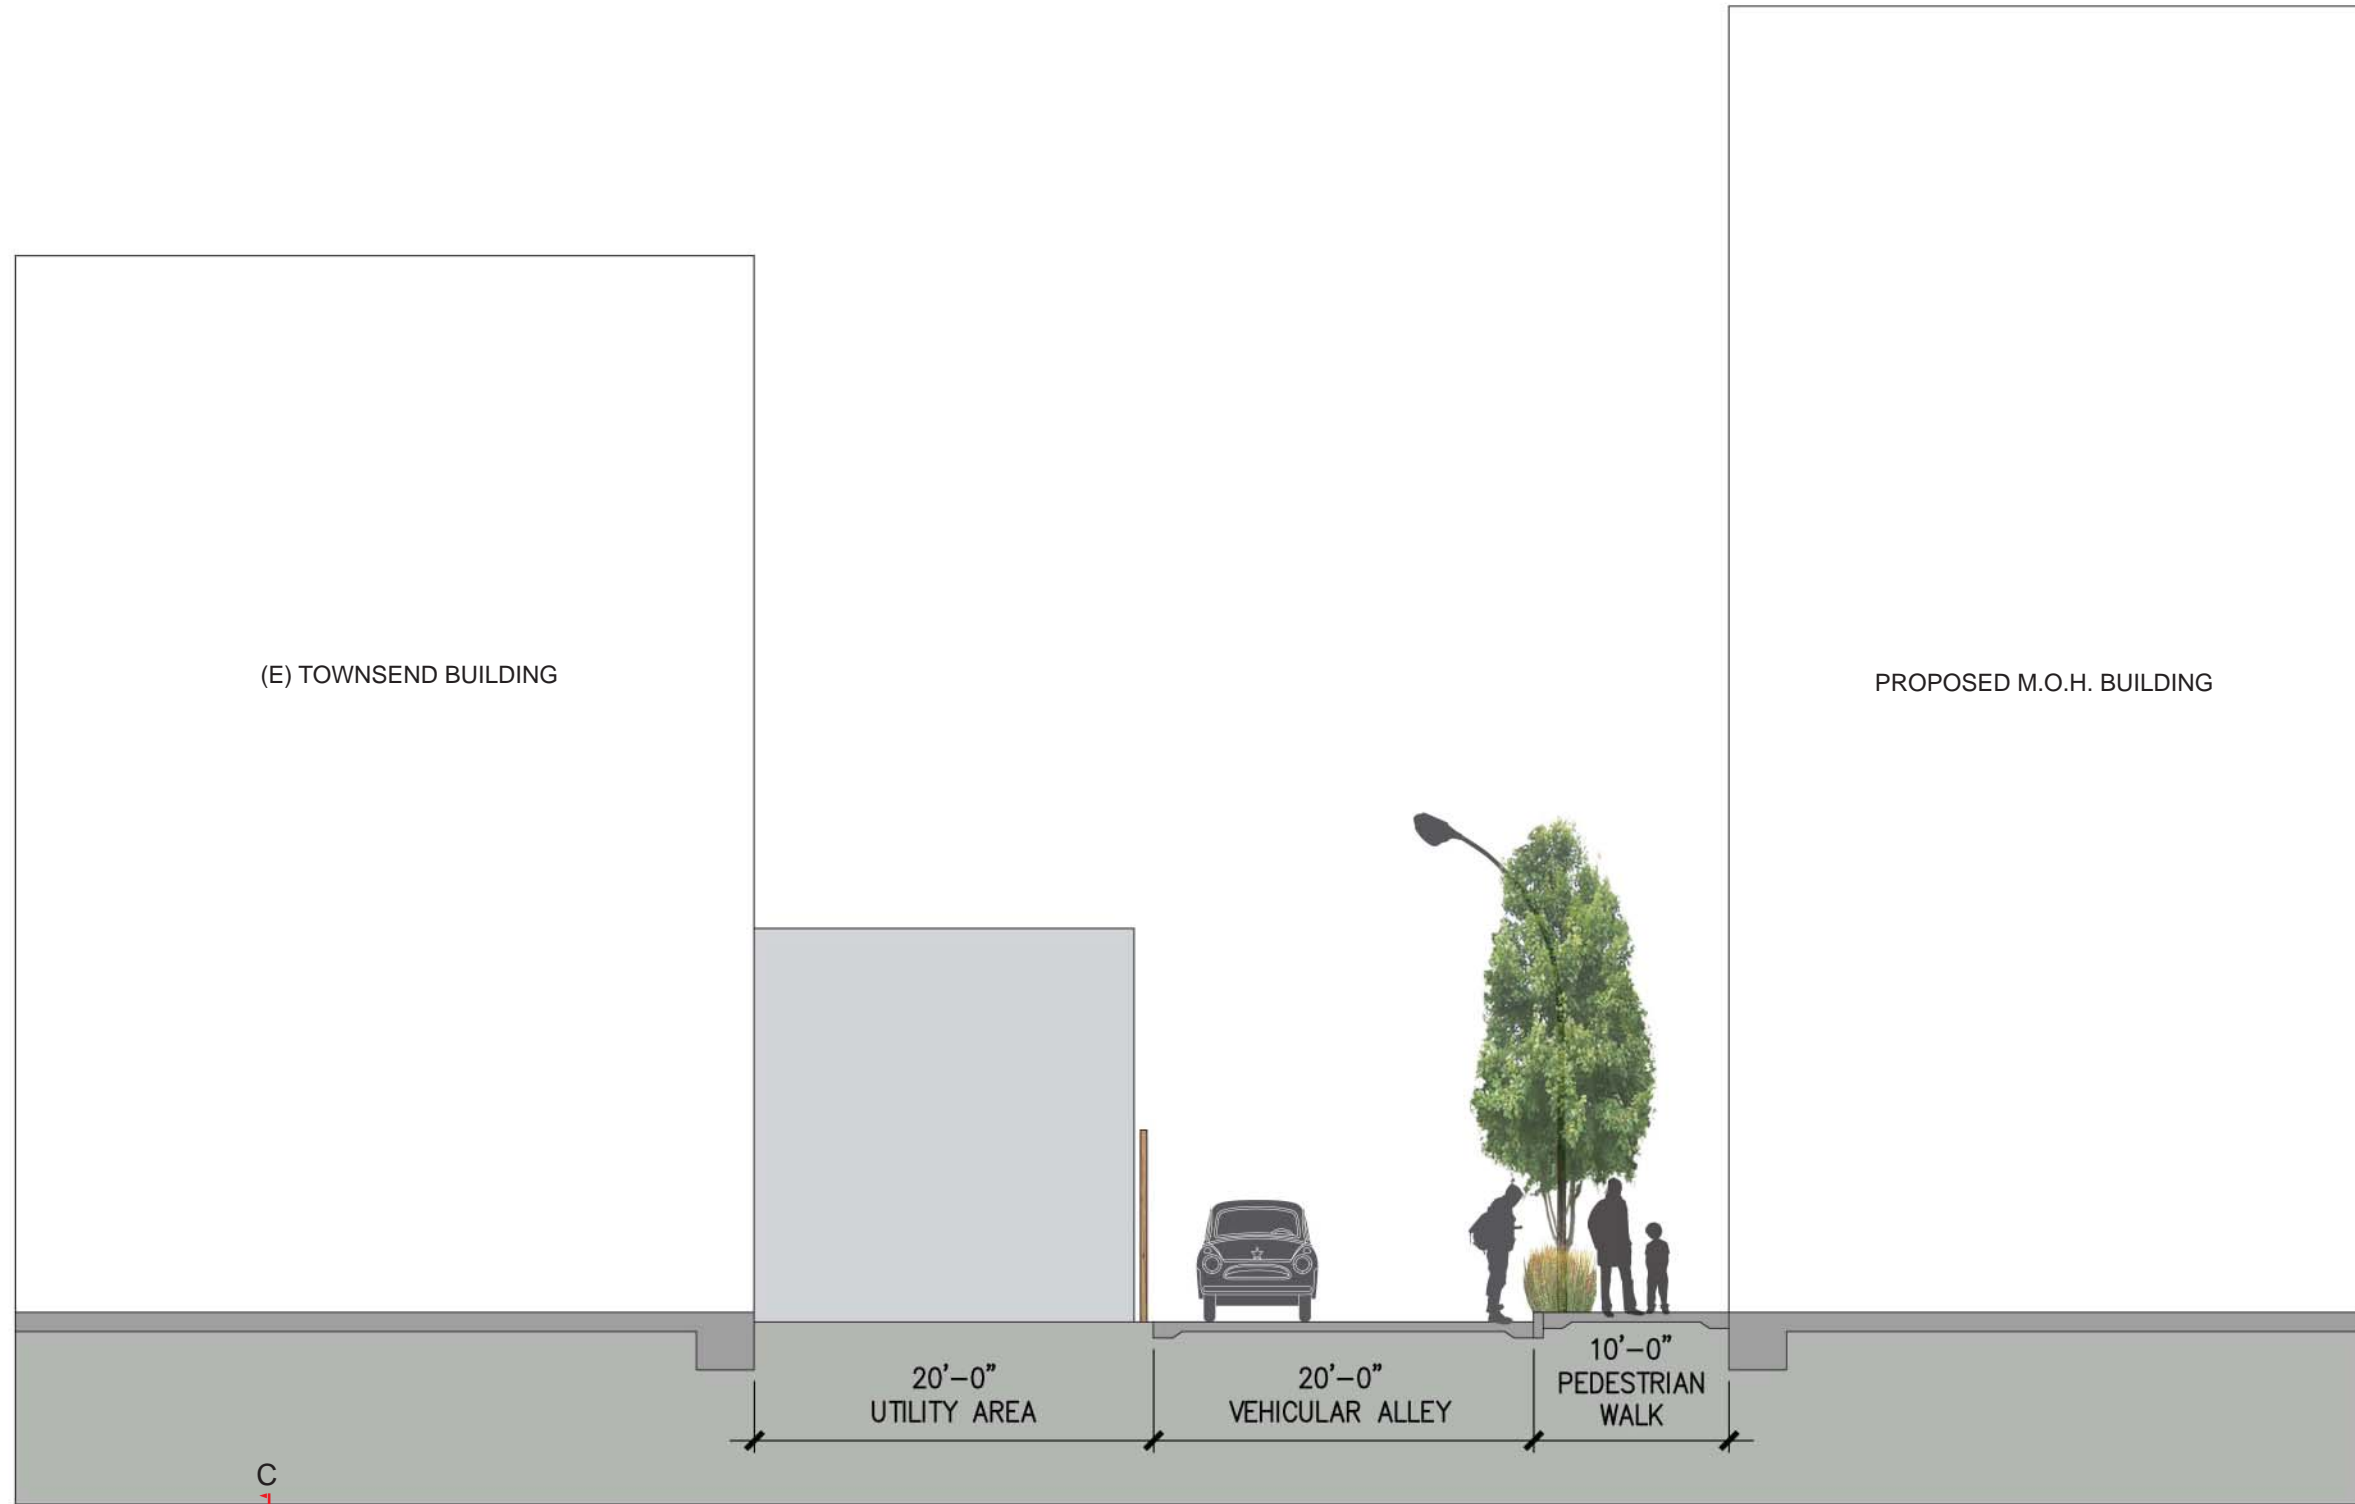 (E) TOWNSEND BUILDING
PROPOSED M.O.H. BUILDING
20'-0"
UTILITY AREA
20'-0"
VEHICULAR ALLEY
10'-0"
PEDESTRIAN
WALK
C